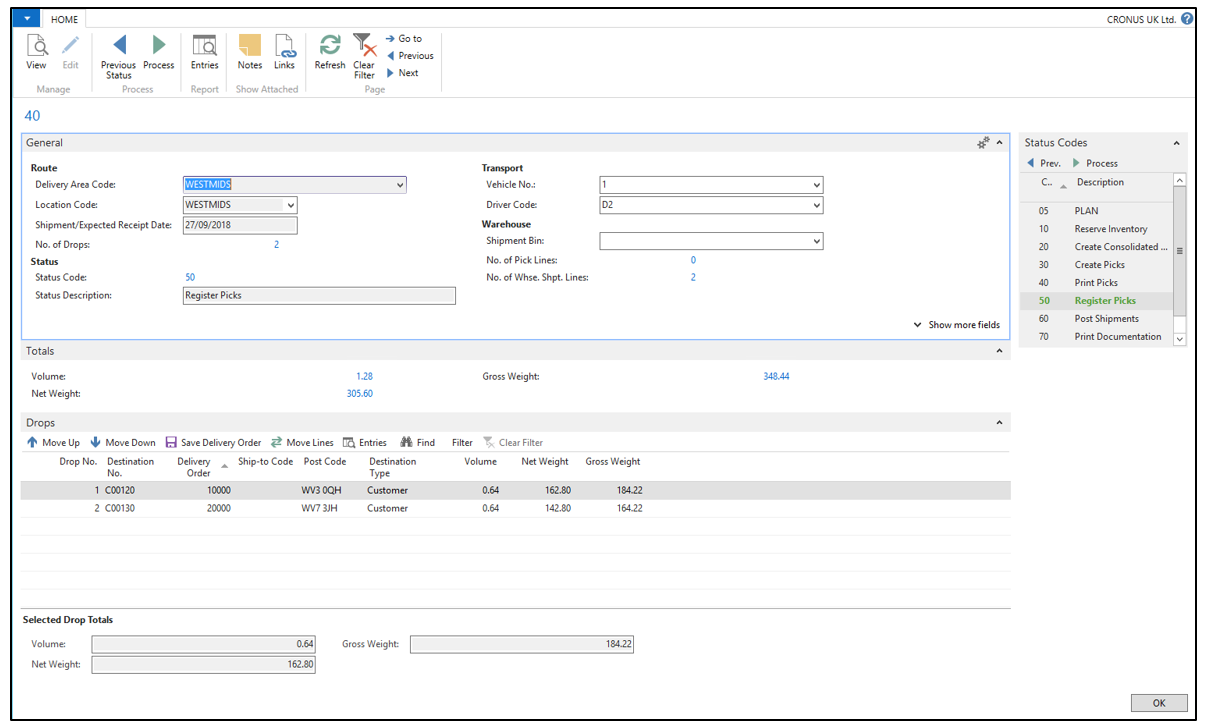 HOME CRONUS UK Ltd. ?
View Edit Previous Status Process Entries Notes Links Refresh Clear Filter Go to
Previous
Next
Manage Process Report Show Attached Page
40
General
Route Transport
Delivery Area Code: WESTMIDS Vehicle No.: 1
Location Code: WESTMIDS Driver Code: D2
Shipment/Expected Receipt Date: 27/09/2018 Warehouse
No. of Drops: 2 Shipment Bin:
Status No. of Pick Lines: 0
Status Code: 50 No. of Whse. Shpt. Lines: 2
Status Description: Register Picks
Show more fields
Status Codes
Prev. Process
C.. Description
05 PLAN
10 Reserve Inventory
20 Create Consolidated ...
30 Create Picks
40 Print Picks
50 Register Picks
60 Post Shipments
70 Print Documentation
Totals
Volume: 1.28 Gross Weight: 348.44
Net Weight: 305.60
Drops
Move Up Move Down Save Delivery Order Move Lines Entries Find Filter Clear Filter
Drop No. Destination No. Delivery Order Ship-to Code Post Code Destination Type Volume Net Weight Gross Weight
1 C00120 10000 WV3 0QH Customer 0.64 162.80 184.22
2 C00130 20000 WV7 3JH Customer 0.64 142.80 164.22
Selected Drop Totals
Volume: 0.64 Gross Weight: 184.22
Net Weight: 162.80
OK